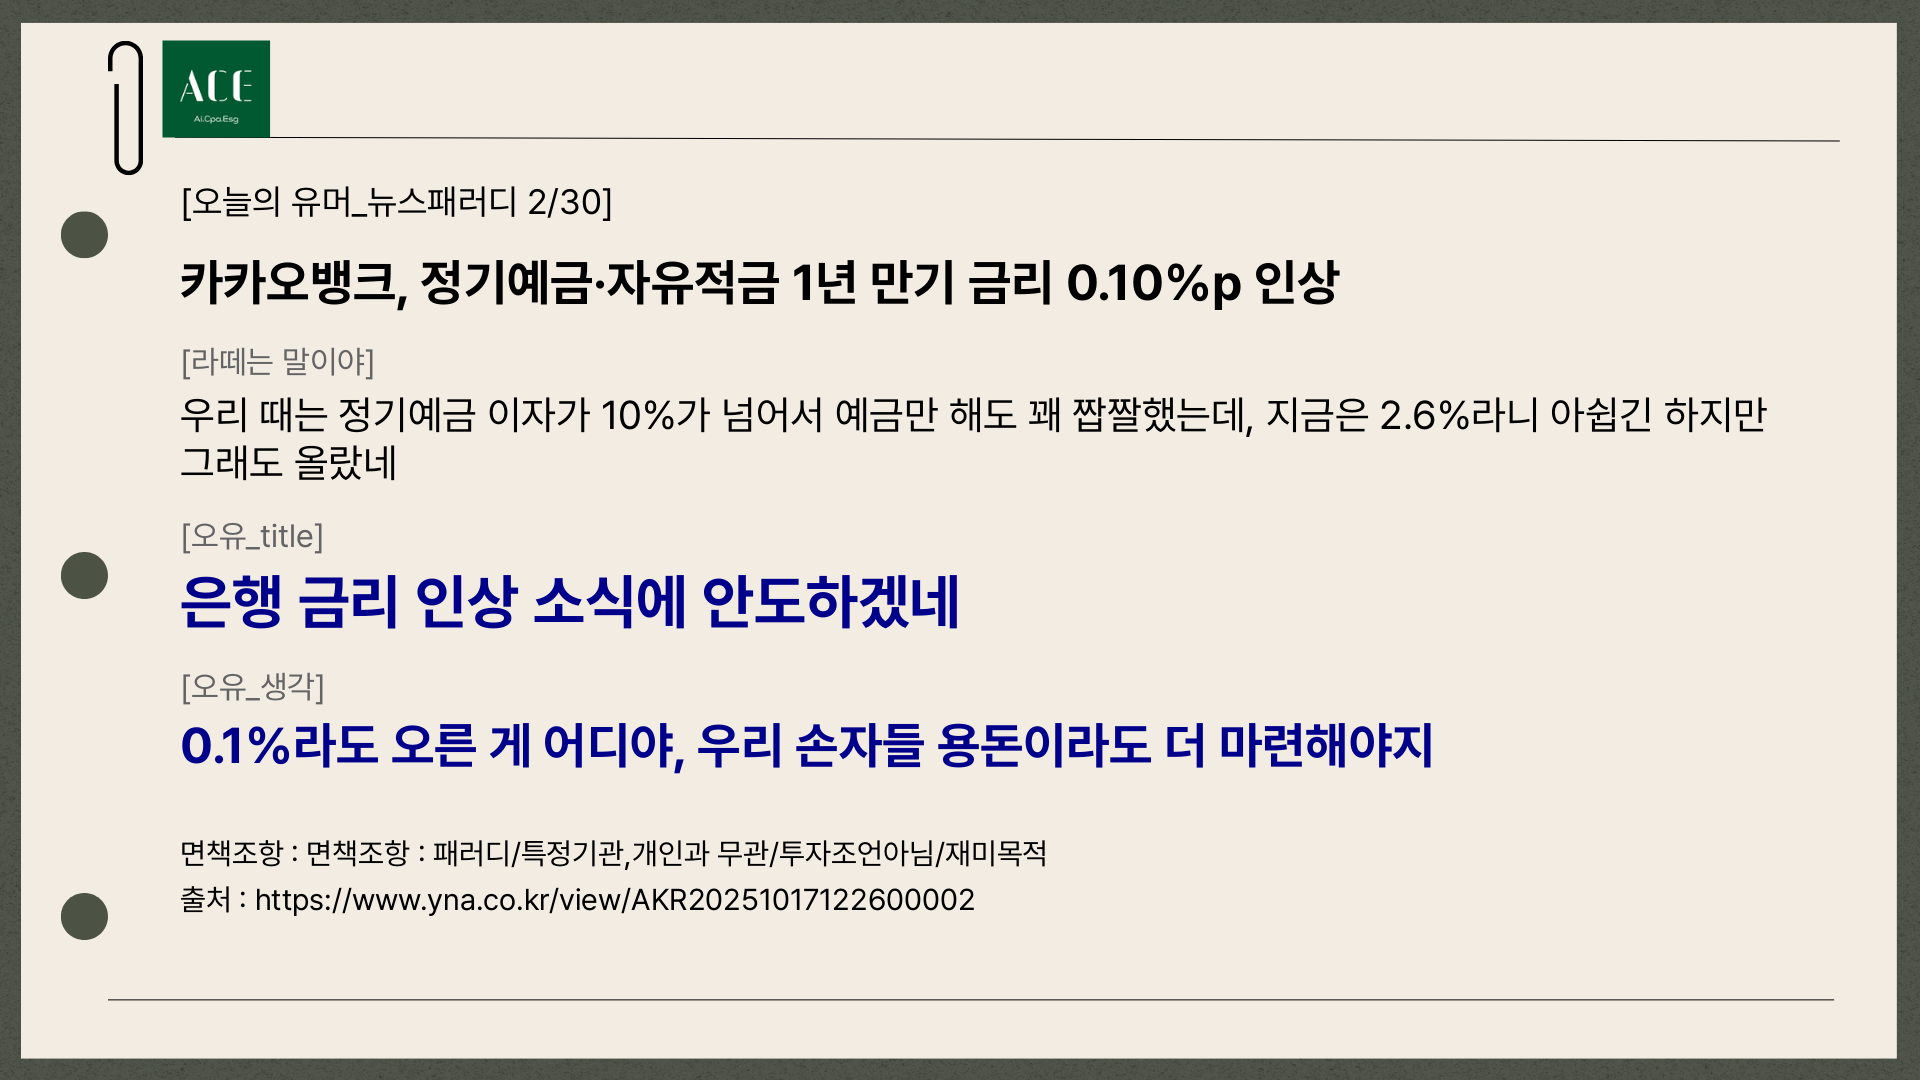 ACE
Ai.Cpa.Esg
[오늘의 유머_뉴스패러디 2/30]
카카오뱅크, 정기예금·자유적금 1년 만기 금리 0.10%p 인상
[라떼는 말이야]
우리 때는 정기예금 이자가 10%가 넘어서 예금만 해도 꽤 짭짤했는데, 지금은 2.6%라니 아쉽긴 하지만
그래도 올랐네
[오유_title]
은행 금리 인상 소식에 안도하겠네
[오유_생각]
0.1%라도 오른 게 어디야, 우리 손자들 용돈이라도 더 마련해야지
면책조항 : 면책조항 : 패러디/특정기관,개인과 무관/투자조언아님/재미목적
출처 : https://www.yna.co.kr/view/AKR20251017122600002